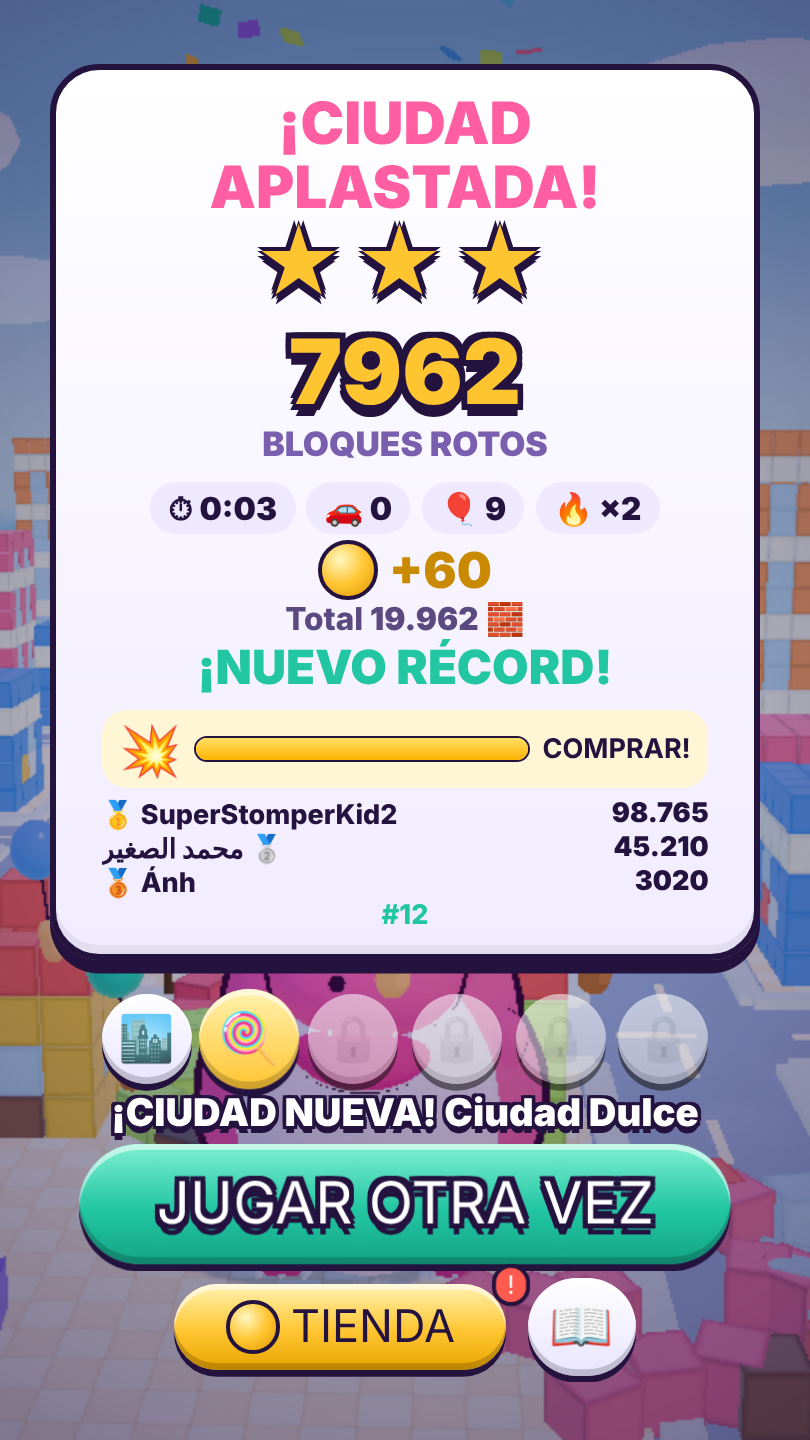 ¡CIUDAD
APLASTADA!
7962
BLOQUES ROTOS
⏱ 0:03 🚗 0 🎈 9 🔥 ×2
+60
Total 19.962 🧱
¡NUEVO RÉCORD!
💥 COMPRAR!
🥇 SuperStomperKid2 98.765
🥈 محمد الصغير 45.210
🥉 Ánh 3020
#12
¡CIUDAD NUEVA! Ciudad Dulce
JUGAR OTRA VEZ
!
TIENDA